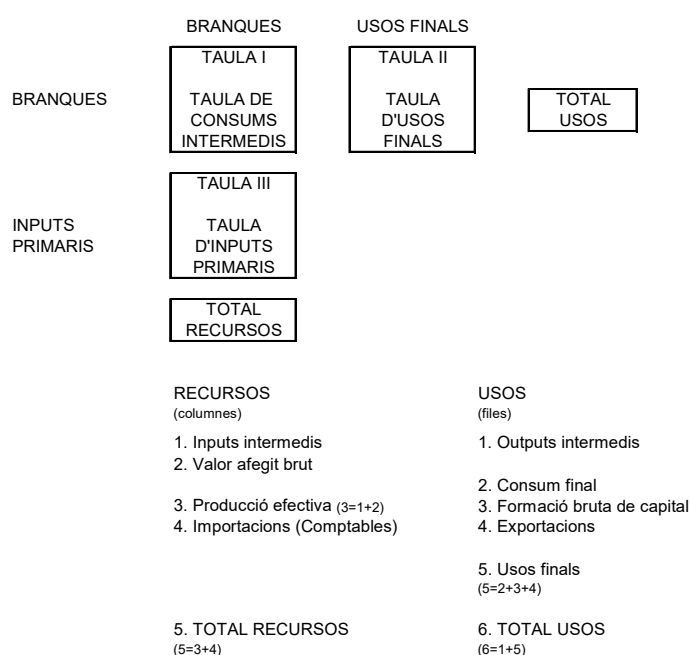 BRANQUES USOS FINALS
TAULA I TAULA II
BRANQUES TAULA DE TAULA TOTAL
CONSUMS D'USOS USOS
INTERMEDIS FINALS
TAULA III
INPUTS TAULA
PRIMARIS D'INPUTS
PRIMARIS
TOTAL
RECURSOS
RECURSOS USOS
(columnes) (files)
1. Inputs intermedis 1. Outputs intermedis
2. Valor afegit brut
2. Consum final
3. Producció efectiva (3=1+2) 3. Formació bruta de capital
4. Importacions (Comptables) 4. Exportacions
5. Usos finals
(5=2+3+4)
5. TOTAL RECURSOS 6. TOTAL USOS
(5=3+4) (6=1+5)